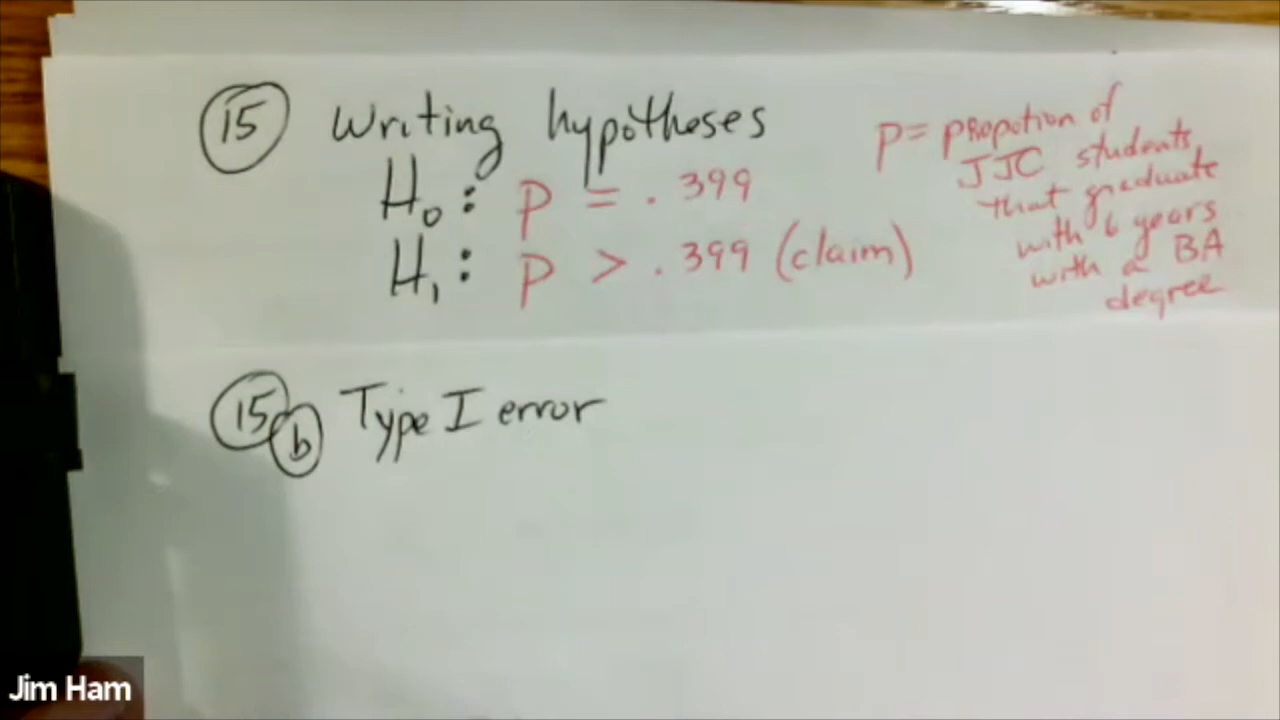 15 Writing hypotheses
H₀: p = .399
H₁: p > .399 (claim)
p = propotion of
JJC students
that graduate
with 6 years
with a BA
degree
15 b Type I error
Jim Ham